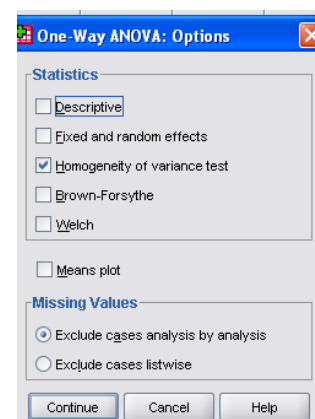 One-Way ANOVA: Options
Statistics
Descriptive
Fixed and random effects
Homogeneity of variance test
Brown-Forsythe
Welch
Means plot
Missing Values
Exclude cases analysis by analysis
Exclude cases listwise
Continue Cancel Help